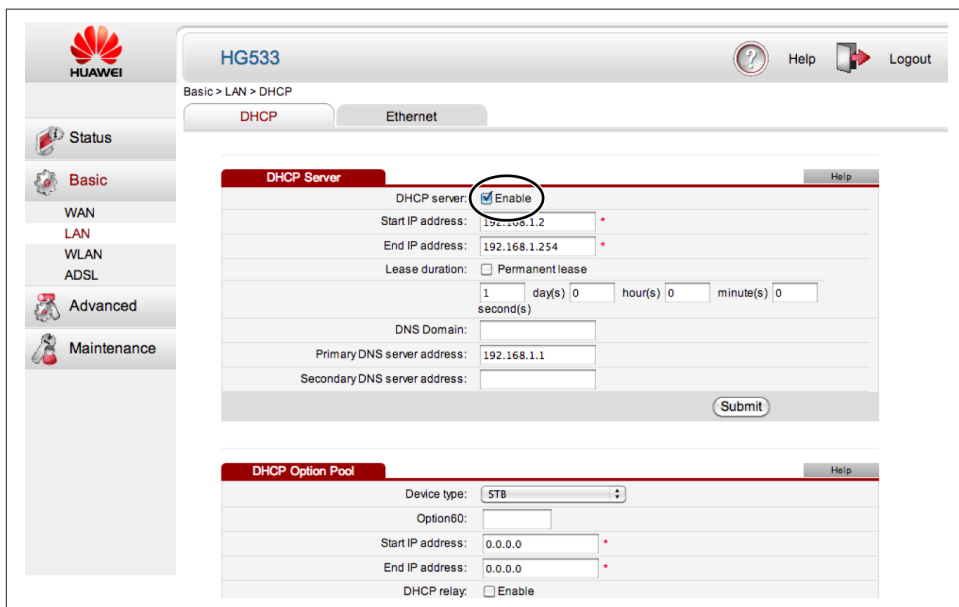 HUAWEI
HG533
Help
Logout
Basic > LAN > DHCP
DHCP
Ethernet
Status
Basic
WAN
LAN
WLAN
ADSL
Advanced
Maintenance
DHCP Server
Help
DHCP server: Enable
Start IP address: 192.168.1.2 *
End IP address: 192.168.1.254 *
Lease duration: Permanent lease
1 day(s) 0 hour(s) 0 minute(s) 0
second(s)
DNS Domain:
Primary DNS server address: 192.168.1.1
Secondary DNS server address:
Submit
DHCP Option Pool
Help
Device type: STB
Option60:
Start IP address: 0.0.0.0 *
End IP address: 0.0.0.0 *
DHCP relay: Enable